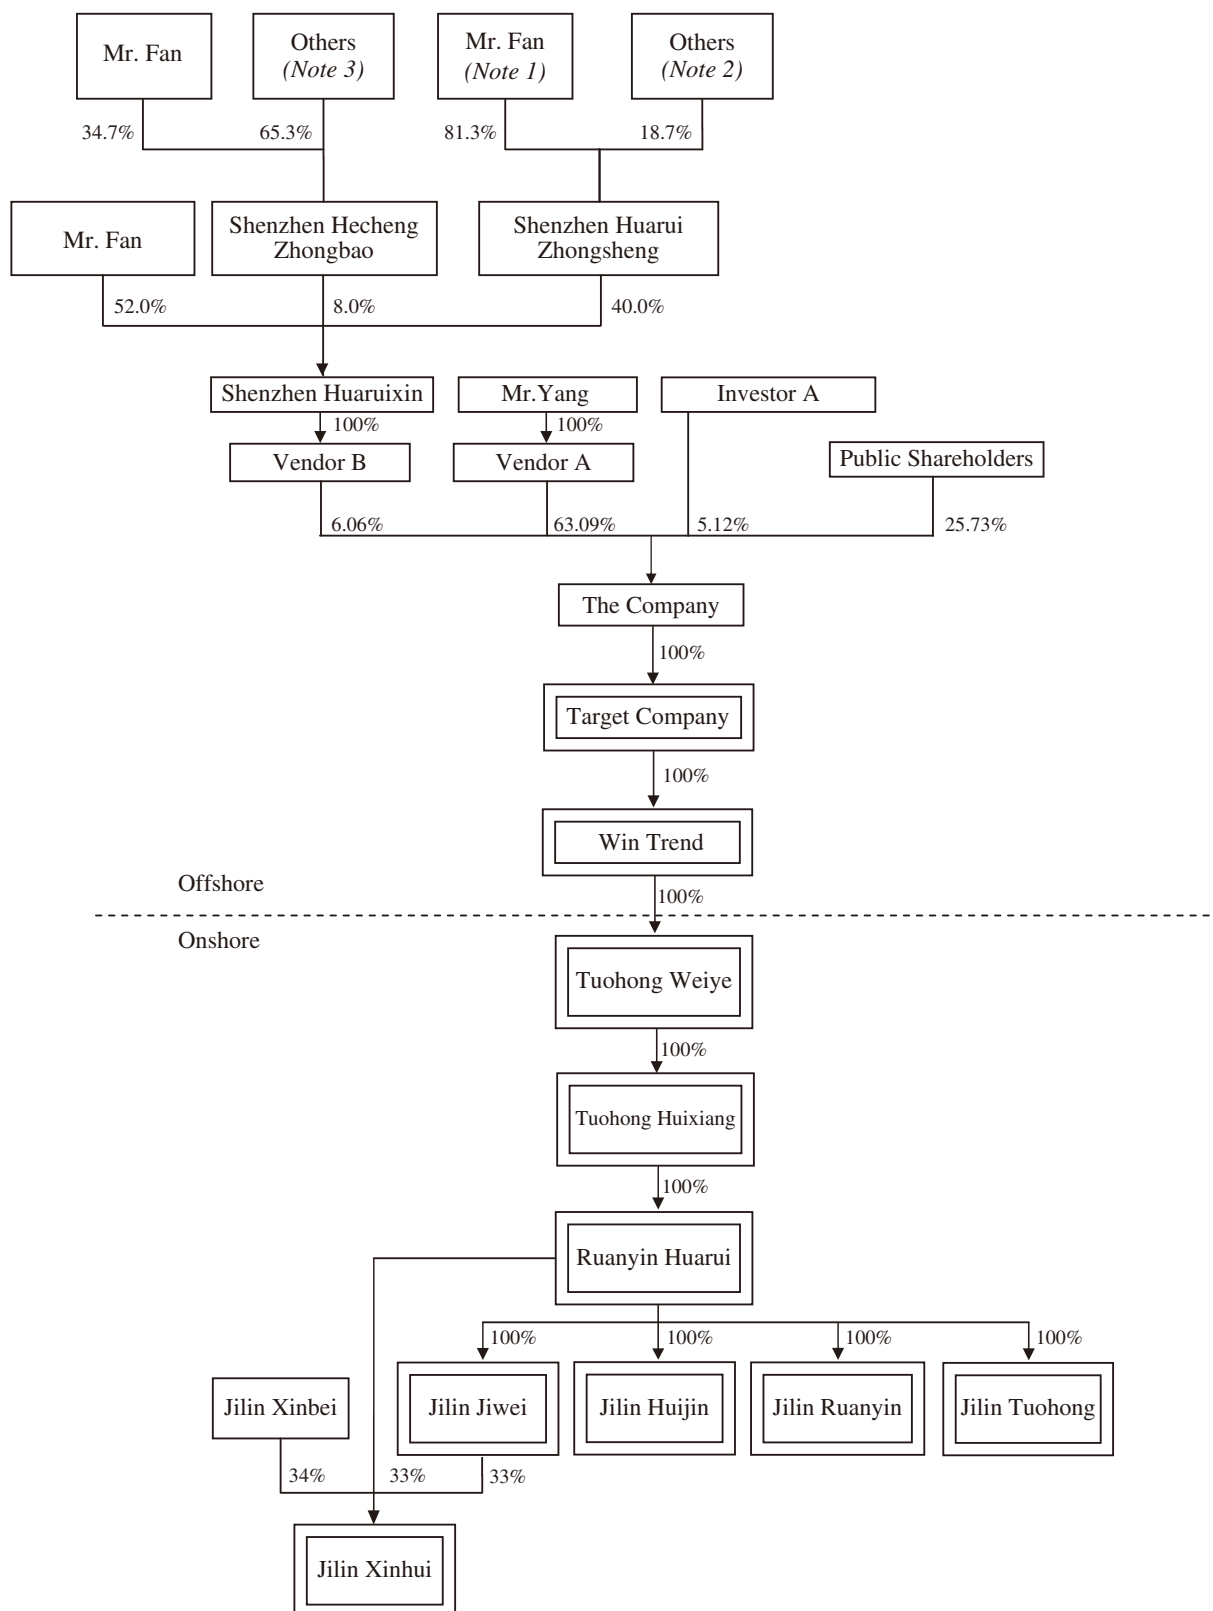 Mr. Fan
Others
(Note 3)
Mr. Fan
(Note 1)
Others
(Note 2)
34.7%
65.3%
81.3%
18.7%
Mr. Fan
Shenzhen Hecheng
Zhongbao
Shenzhen Huarui
Zhongsheng
52.0%
8.0%
40.0%
Shenzhen Huaruixin
Mr.Yang
Investor A
100%
100%
Vendor B
Vendor A
Public Shareholders
6.06%
63.09%
5.12%
25.73%
The Company
100%
Target Company
100%
Win Trend
Offshore
100%
Onshore
Tuohong Weiye
100%
Tuohong Huixiang
100%
Ruanyin Huarui
100%
100%
100%
100%
Jilin Xinbei
Jilin Jiwei
Jilin Huijin
Jilin Ruanyin
Jilin Tuohong
34%
33%
33%
Jilin Xinhui